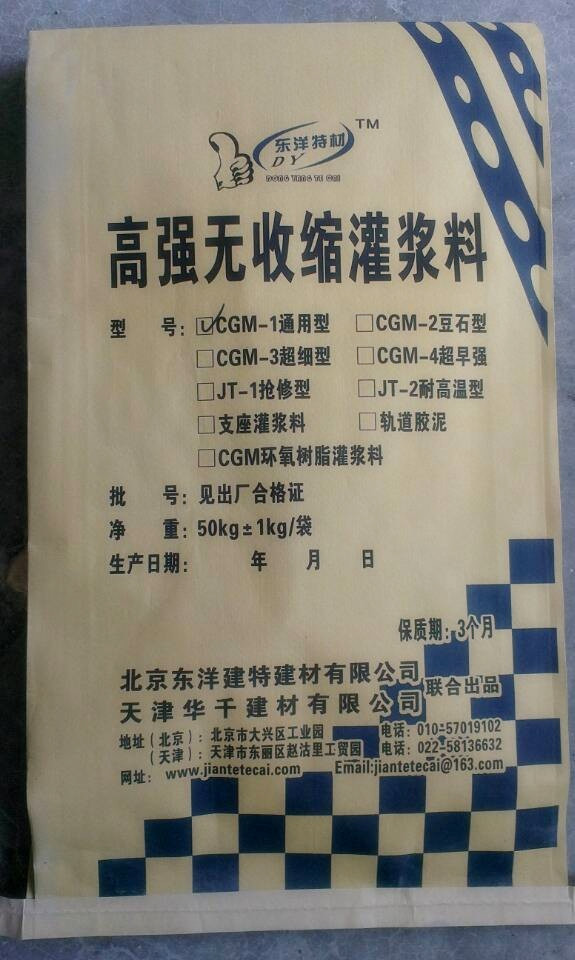 东洋特材 TM
DY
DONG YANG TE CAI
高强无收缩灌浆料
型 号: ☑CGM-1通用型 □CGM-2豆石型
□CGM-3超细型 □CGM-4超早强
□JT-1抢修型 □JT-2耐高温型
□支座灌浆料 □轨道胶泥
□CGM环氧树脂灌浆料
批 号: 见出厂合格证
净 重: 50kg±1kg/袋
生产日期: 年 月 日
保质期: 3个月
北京东洋建特建材有限公司
天津华千建材有限公司 联合出品
地址(北京): 北京市大兴区工业园 电话: 010-57019102
(天津): 天津市东丽区赵沽里工贸园 电话: 022-58136632
网址: www.jiantetecai.com Email:jiantetecai@163.com